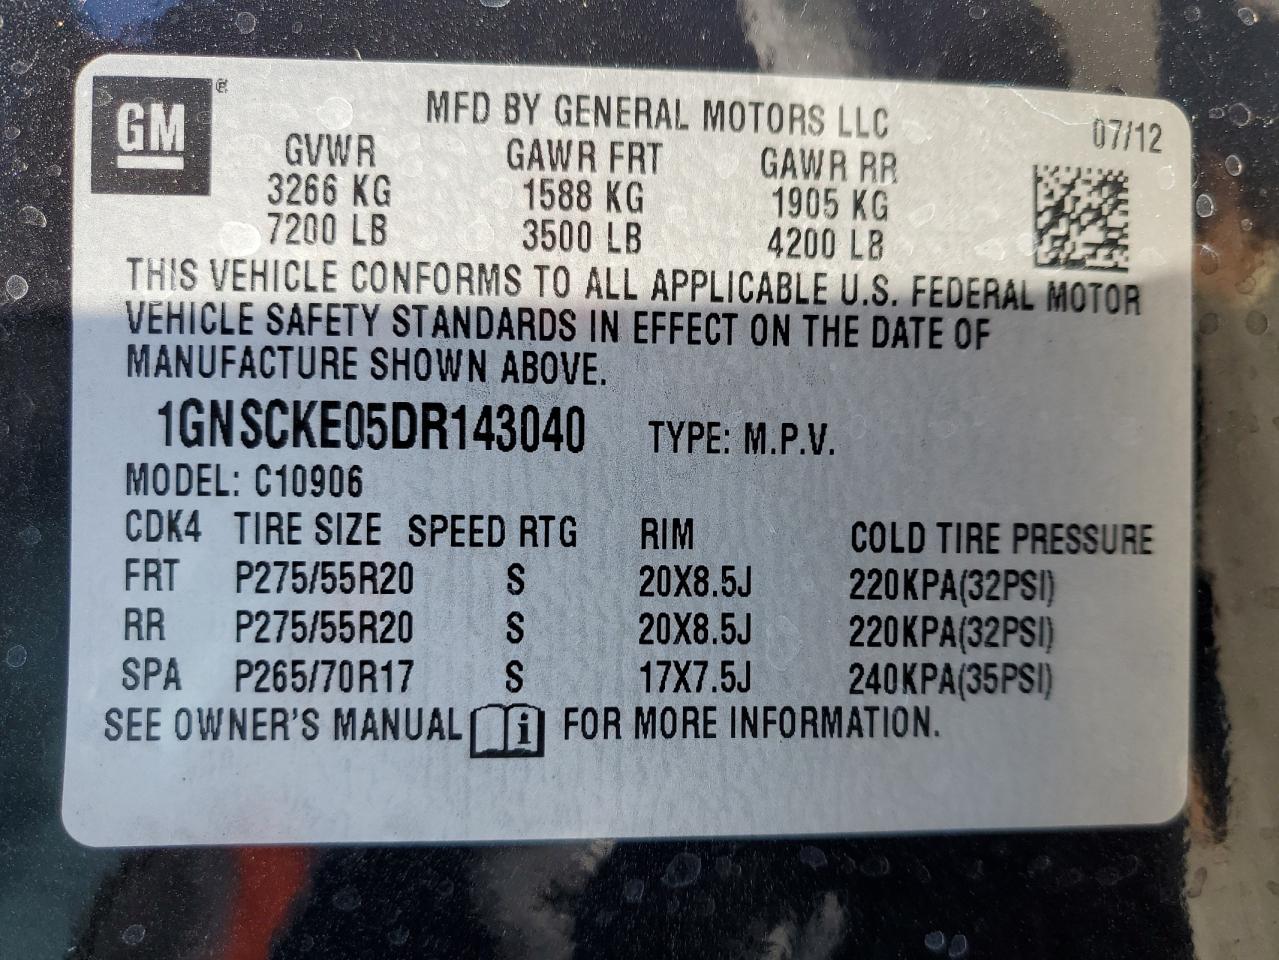 GM ®
MFD BY GENERAL MOTORS LLC 07/12
GVWR GAWR FRT GAWR RR
3266 KG 1588 KG 1905 KG
7200 LB 3500 LB 4200 LB
THIS VEHICLE CONFORMS TO ALL APPLICABLE U.S. FEDERAL MOTOR
VEHICLE SAFETY STANDARDS IN EFFECT ON THE DATE OF
MANUFACTURE SHOWN ABOVE.
1GNSCKE05DR143040 TYPE: M.P.V.
MODEL: C10906
CDK4 TIRE SIZE SPEED RTG RIM COLD TIRE PRESSURE
FRT P275/55R20 S 20X8.5J 220KPA(32PSI)
RR P275/55R20 S 20X8.5J 220KPA(32PSI)
SPA P265/70R17 S 17X7.5J 240KPA(35PSI)
SEE OWNER'S MANUAL i FOR MORE INFORMATION.